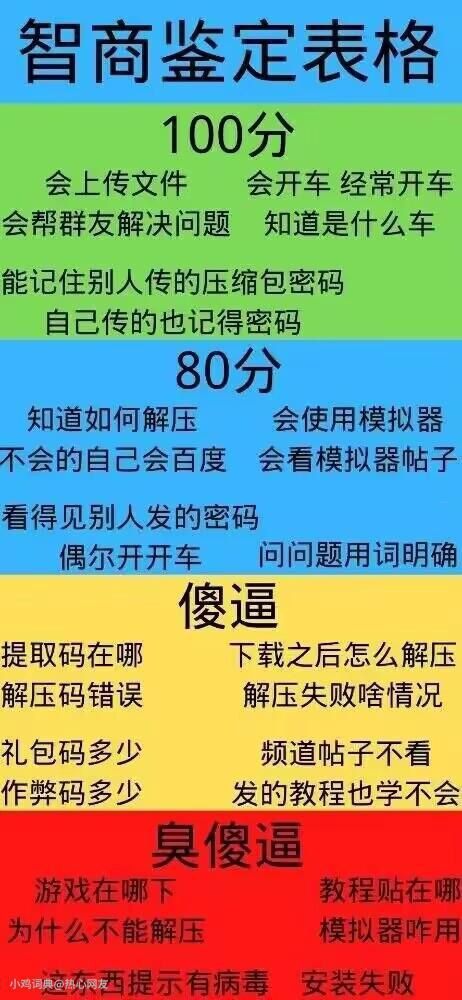 智商鉴定表格
100分
会上传文件 会开车 经常开车
会帮群友解决问题 知道是什么车
能记住别人传的压缩包密码
自己传的也记得密码
80分
知道如何解压 会使用模拟器
不会的自己会百度 会看模拟器帖子
看得见别人发的密码
偶尔开开车 问问题用词明确
傻逼
提取码在哪 下载之后怎么解压
解压码错误 解压失败啥情况
礼包码多少 频道帖子不看
作弊码多少 发的教程也学不会
臭傻逼
游戏在哪下 教程贴在哪
为什么不能解压 模拟器咋用
这东西提示有病毒 安装失败
小鸡词典@热心网友